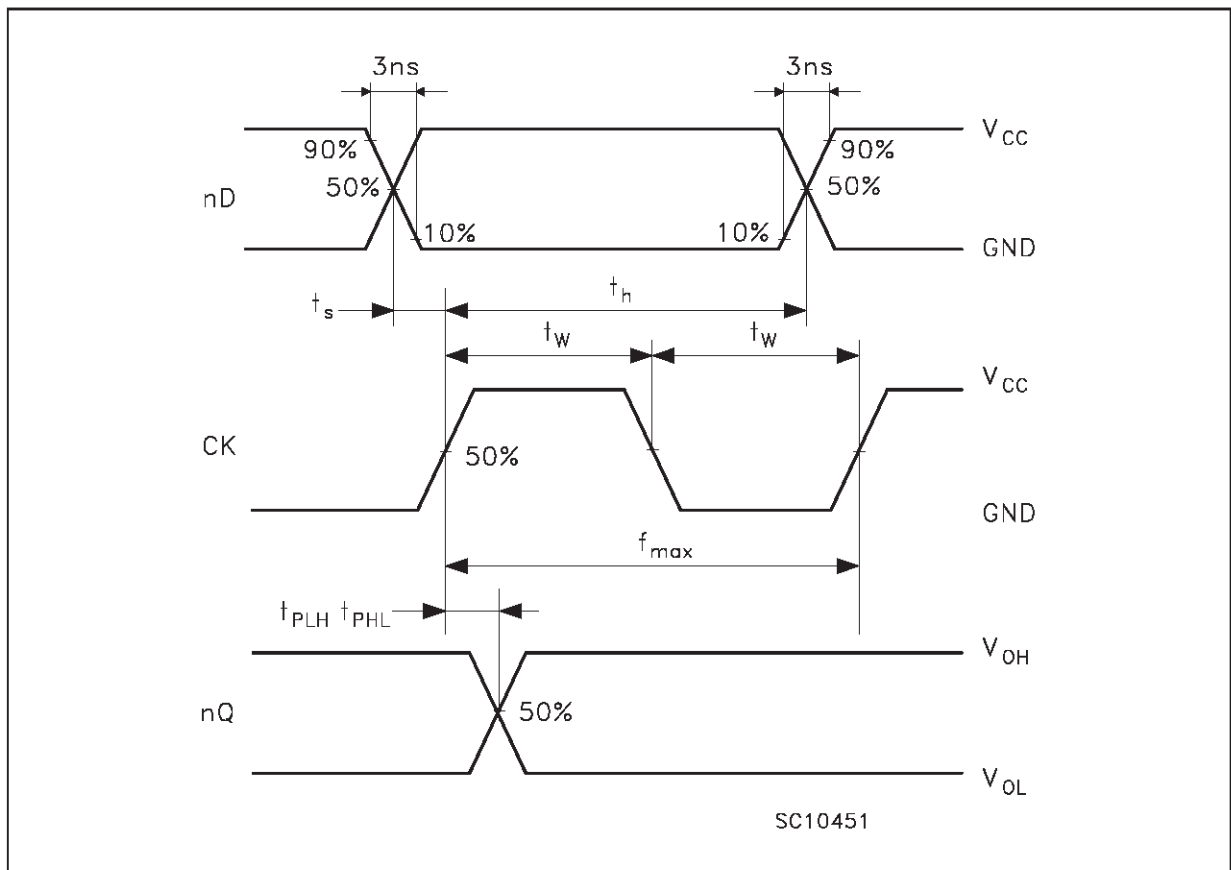 3ns 3ns
V_CC
90% 90%
nD 50% 50%
10% 10%
GND
t_s t_h
t_W t_W
V_CC
CK 50%
GND
f_max
t_PLH t_PHL
V_OH
nQ 50%
V_OL
SC10451